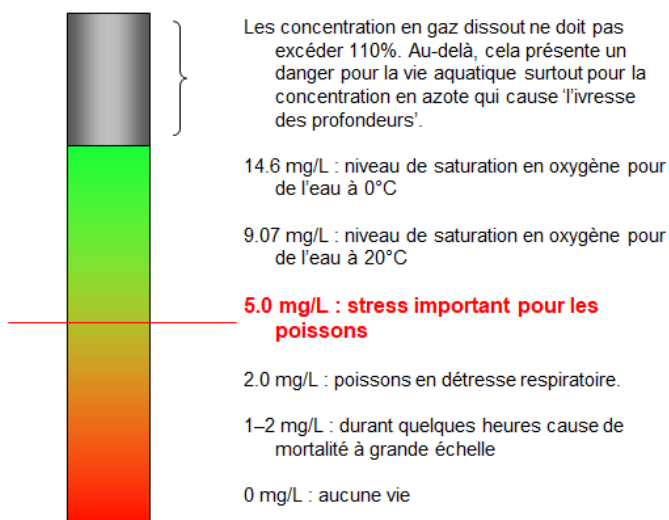 Les concentration en gaz dissout ne doit pas
excéder 110%. Au-delà, cela présente un
danger pour la vie aquatique surtout pour la
concentration en azote qui cause ‘l’ivresse
des profondeurs’.
14.6 mg/L : niveau de saturation en oxygène pour
de l’eau à 0°C
9.07 mg/L : niveau de saturation en oxygène pour
de l’eau à 20°C
5.0 mg/L : stress important pour les
poissons
2.0 mg/L : poissons en détresse respiratoire.
1–2 mg/L : durant quelques heures cause de
mortalité à grande échelle
0 mg/L : aucune vie